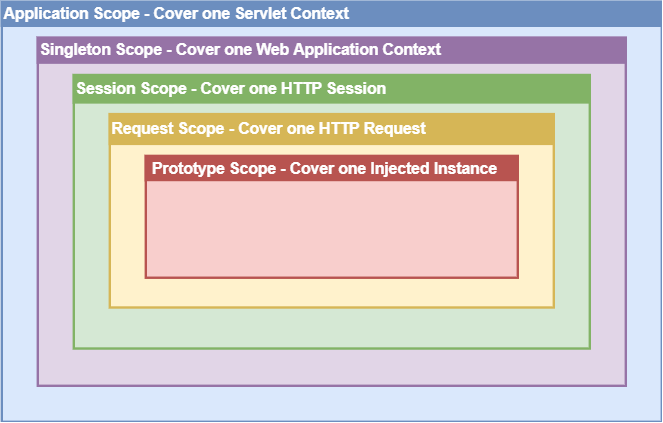 Application Scope - Cover one Servlet Context
Singleton Scope - Cover one Web Application Context
Session Scope - Cover one HTTP Session
Request Scope - Cover one HTTP Request
Prototype Scope - Cover one Injected Instance